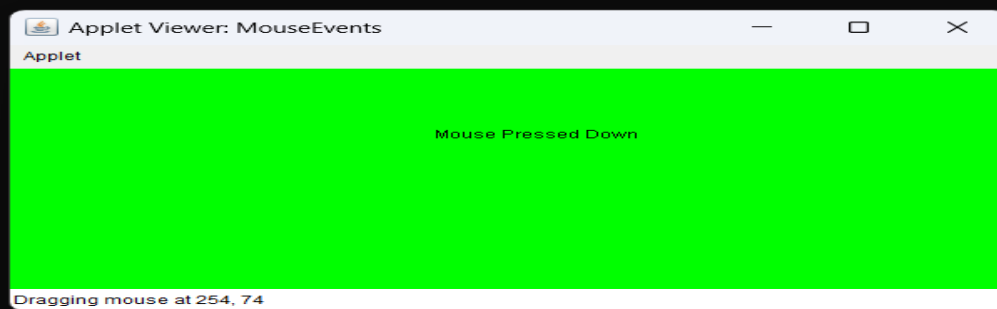 Applet Viewer: MouseEvents
Applet
Mouse Pressed Down
Dragging mouse at 254, 74